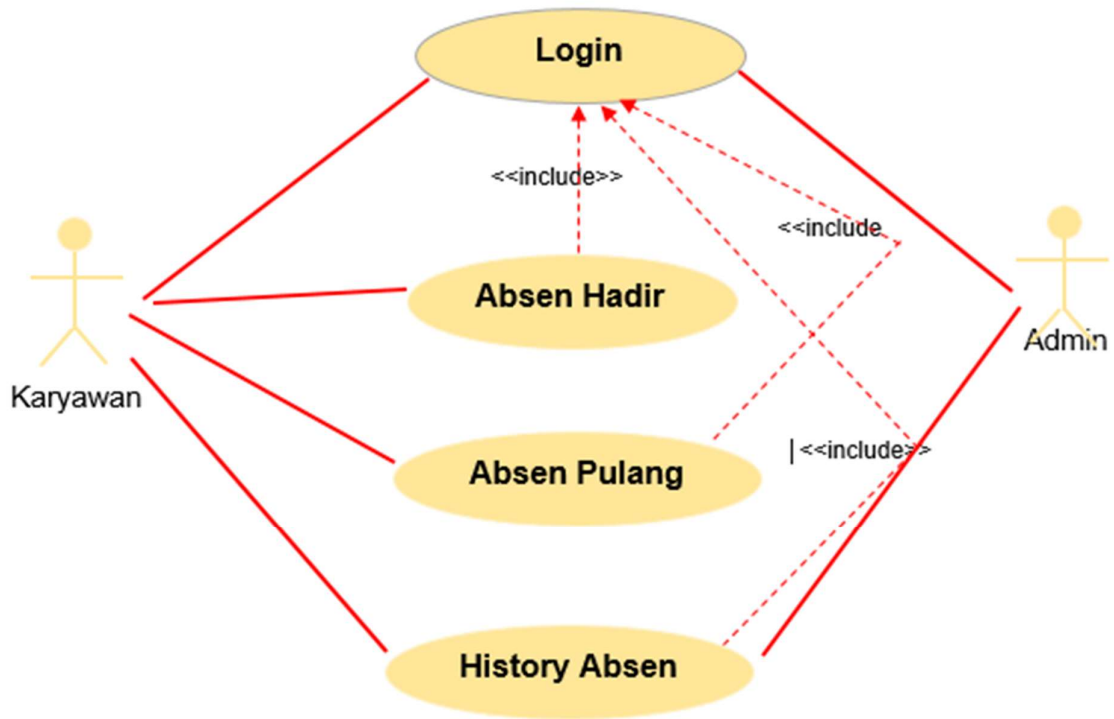 Login
<<include>>
<<include
Absen Hadir
Admin
Karyawan
Absen Pulang
|<<include>>
History Absen